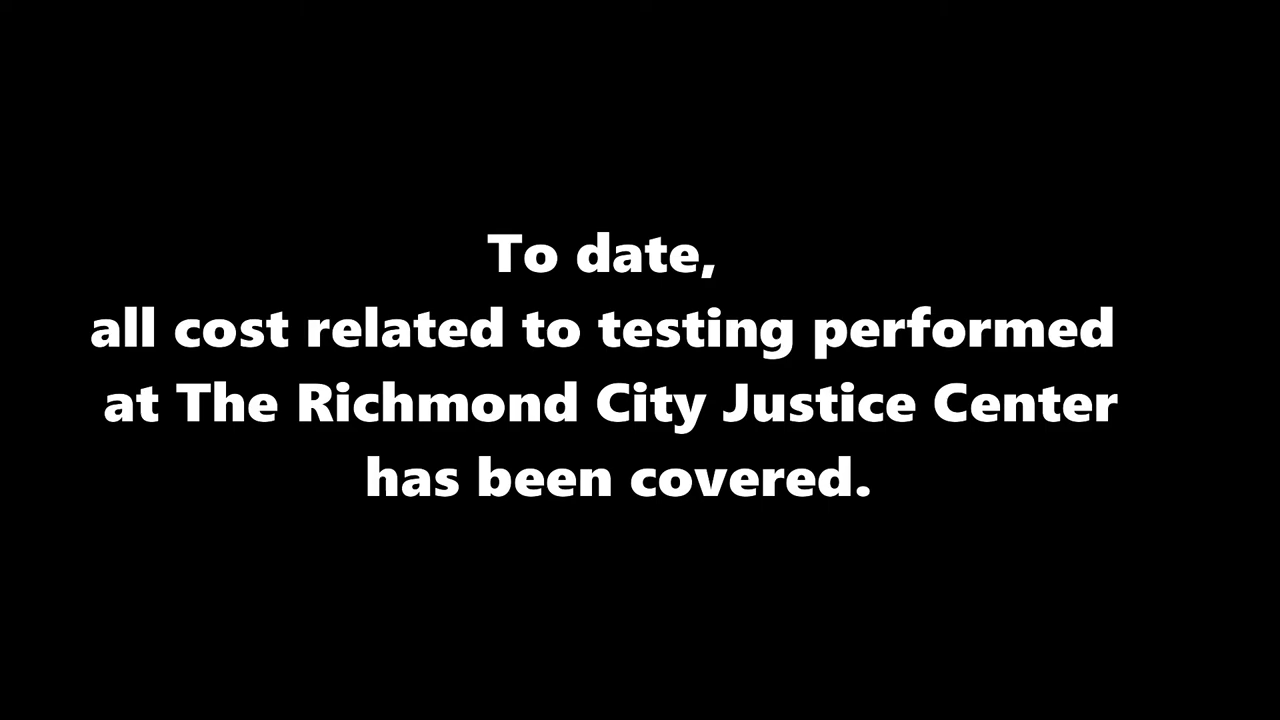 To date,
all cost related to testing performed
at The Richmond City Justice Center
has been covered.